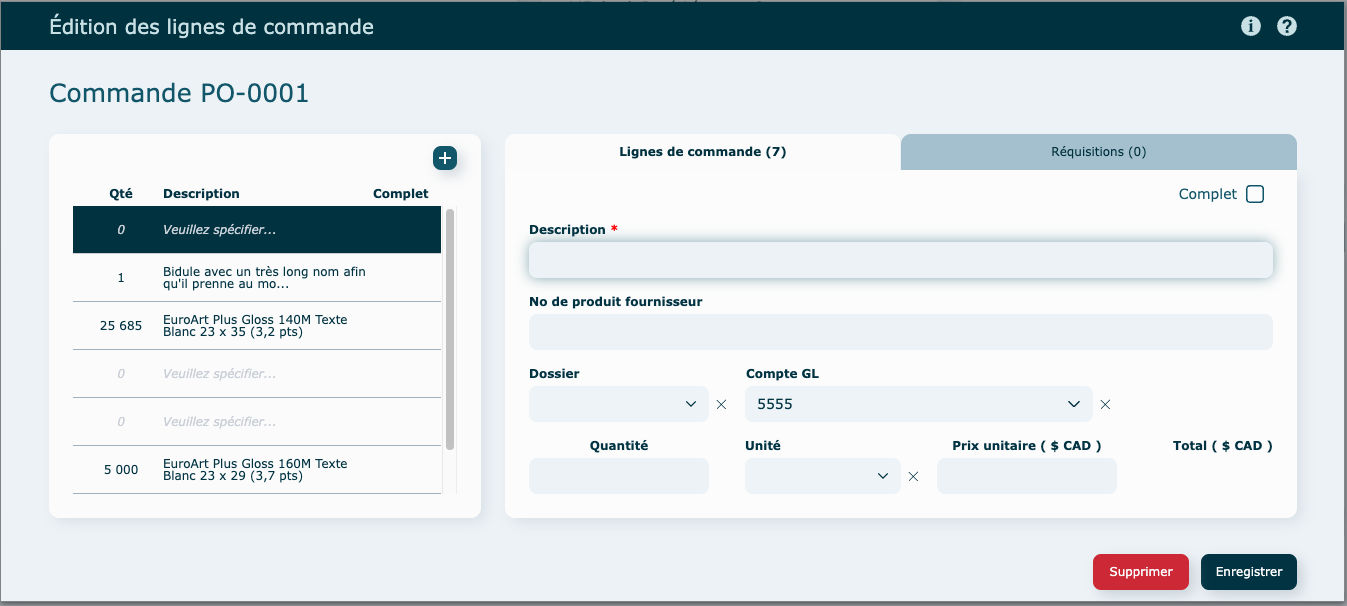 Édition des lignes de commande
Commande PO-0001
Qté Description Complet
0 Veuillez spécifier...
1 Bidule avec un très long nom afin
qu'il prenne au mo...
25 685 EuroArt Plus Gloss 140M Texte
Blanc 23 x 35 (3,2 pts)
0 Veuillez spécifier...
0 Veuillez spécifier...
5 000 EuroArt Plus Gloss 160M Texte
Blanc 23 x 29 (3,7 pts)
Lignes de commande (7) Réquisitions (0)
Complet
Description *
No de produit fournisseur
Dossier Compte GL
5555
Quantité Unité Prix unitaire ( $ CAD ) Total ( $ CAD )
Supprimer Enregistrer